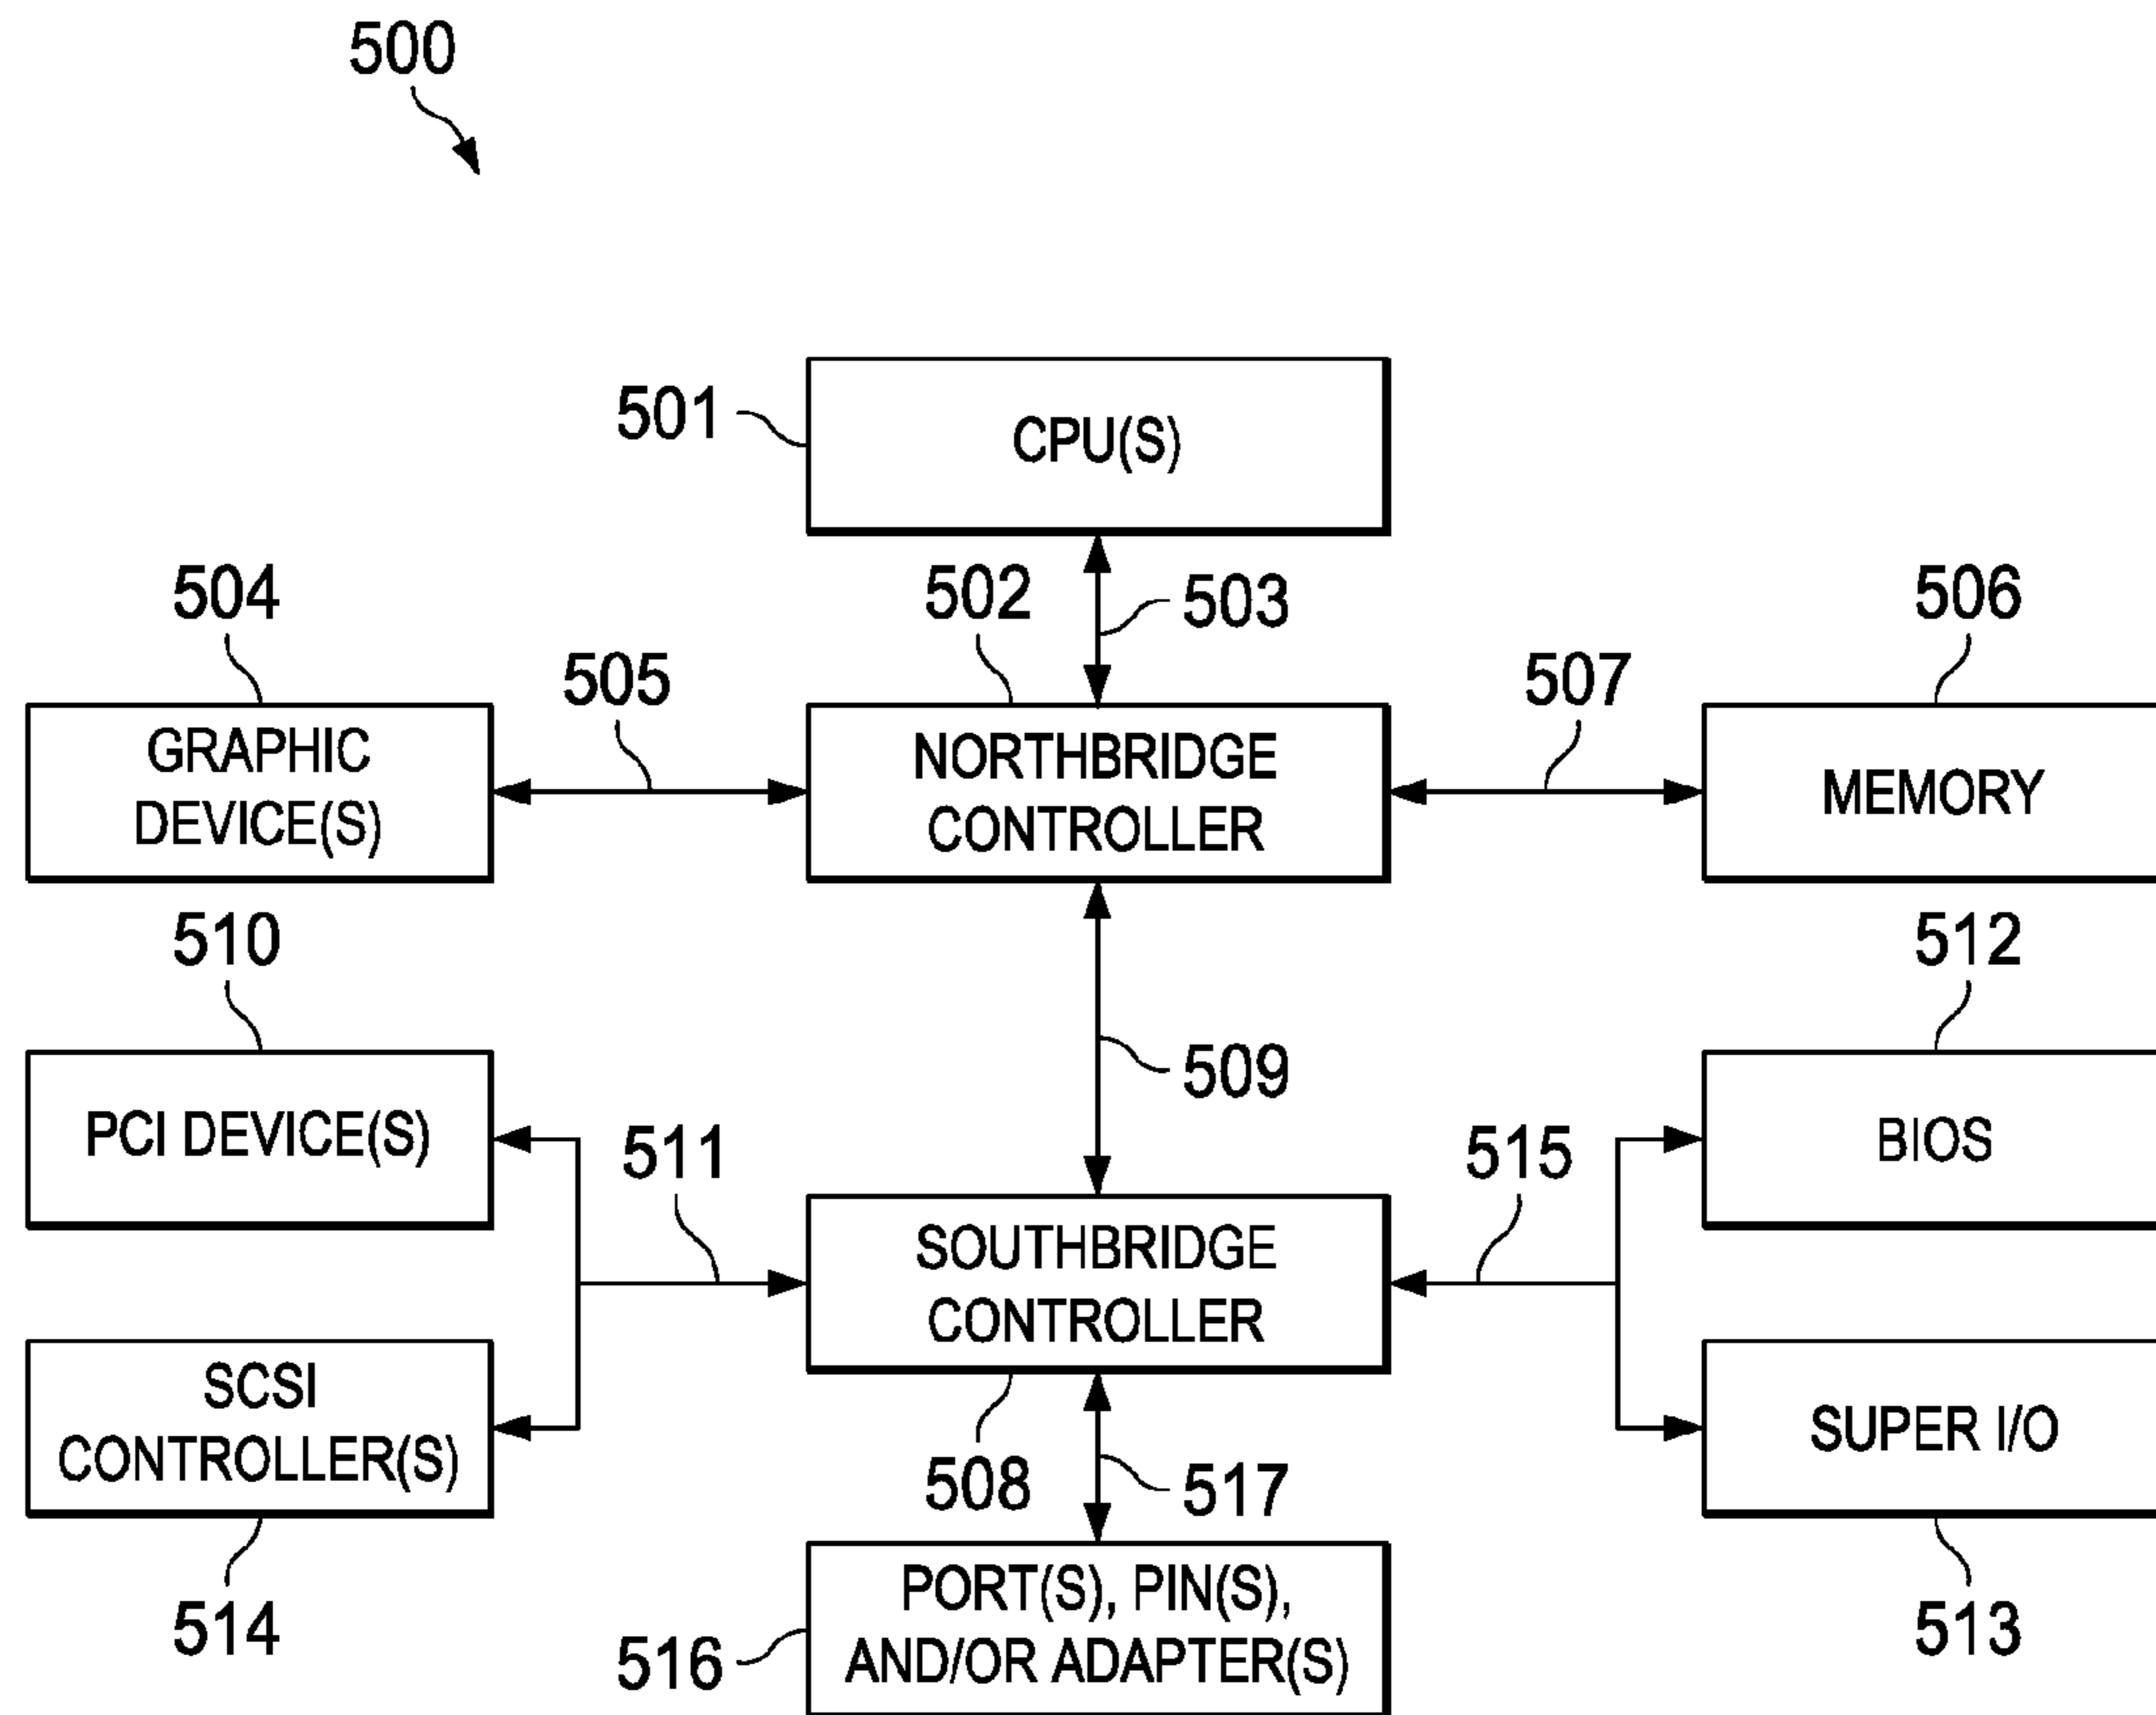 500
501
CPU(S)
504
502
503
506
505
507
GRAPHIC
DEVICE(S)
NORTHBRIDGE
CONTROLLER
MEMORY
510
512
509
PCI DEVICE(S)
511
515
BIOS
SOUTHBRIDGE
CONTROLLER
SCSI
CONTROLLER(S)
SUPER I/O
508
517
514
516
PORT(S), PIN(S),
AND/OR ADAPTER(S)
513